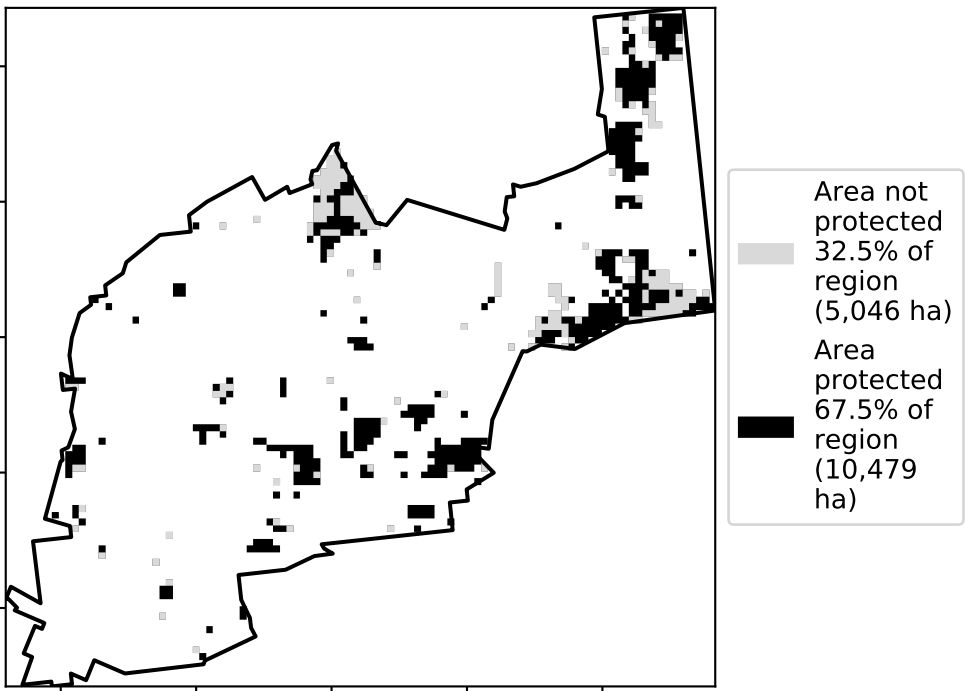 Area not
protected
32.5% of
region
(5,046 ha)
Area
protected
67.5% of
region
(10,479
ha)